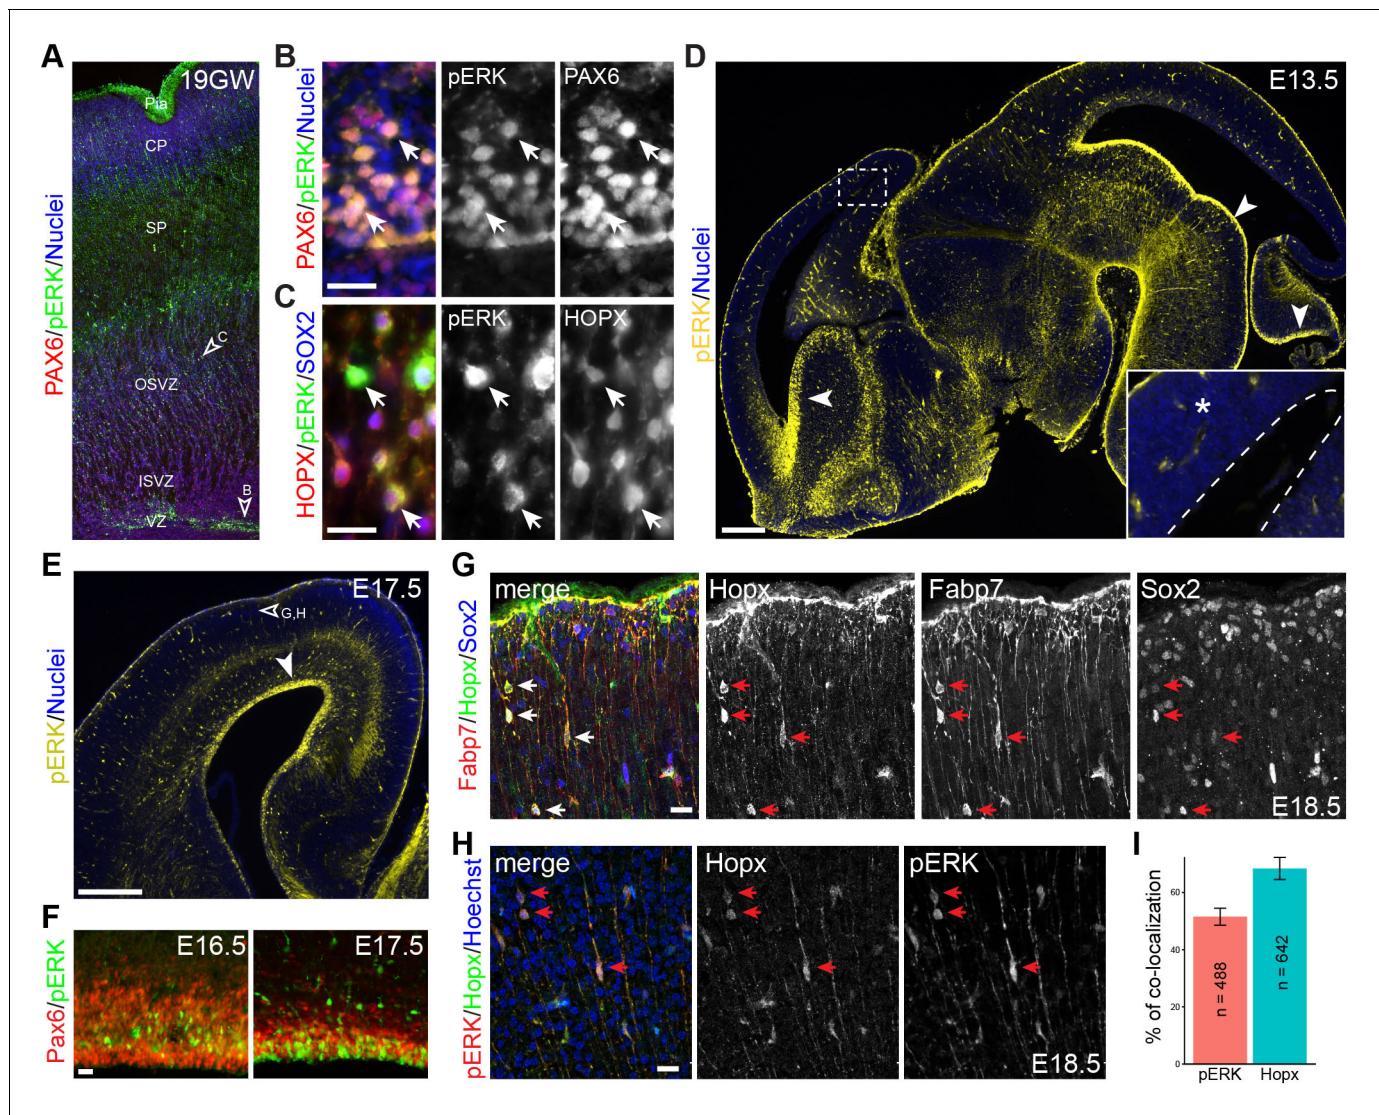 A
19GW
Pia
CP
SP
C
OSVZ
ISVZ
B
VZ
PAX6/pERK/Nuclei
B
pERK
PAX6
PAX6/pERK/Nuclei
C
pERK
HOPX
HOPX/pERK/SOX2
D
E13.5
pERK/Nuclei
*
E
E17.5
G,H
pERK/Nuclei
F
E16.5
E17.5
Pax6/pERK
G
merge
Hopx
Fabp7
Sox2
Fabp7/Hopx/Sox2
E18.5
H
merge
Hopx
pERK
pERK/Hopx/Hoechst
E18.5
I
% of co-localization
60
40
20
0
n = 488
n = 642
pERK
Hopx